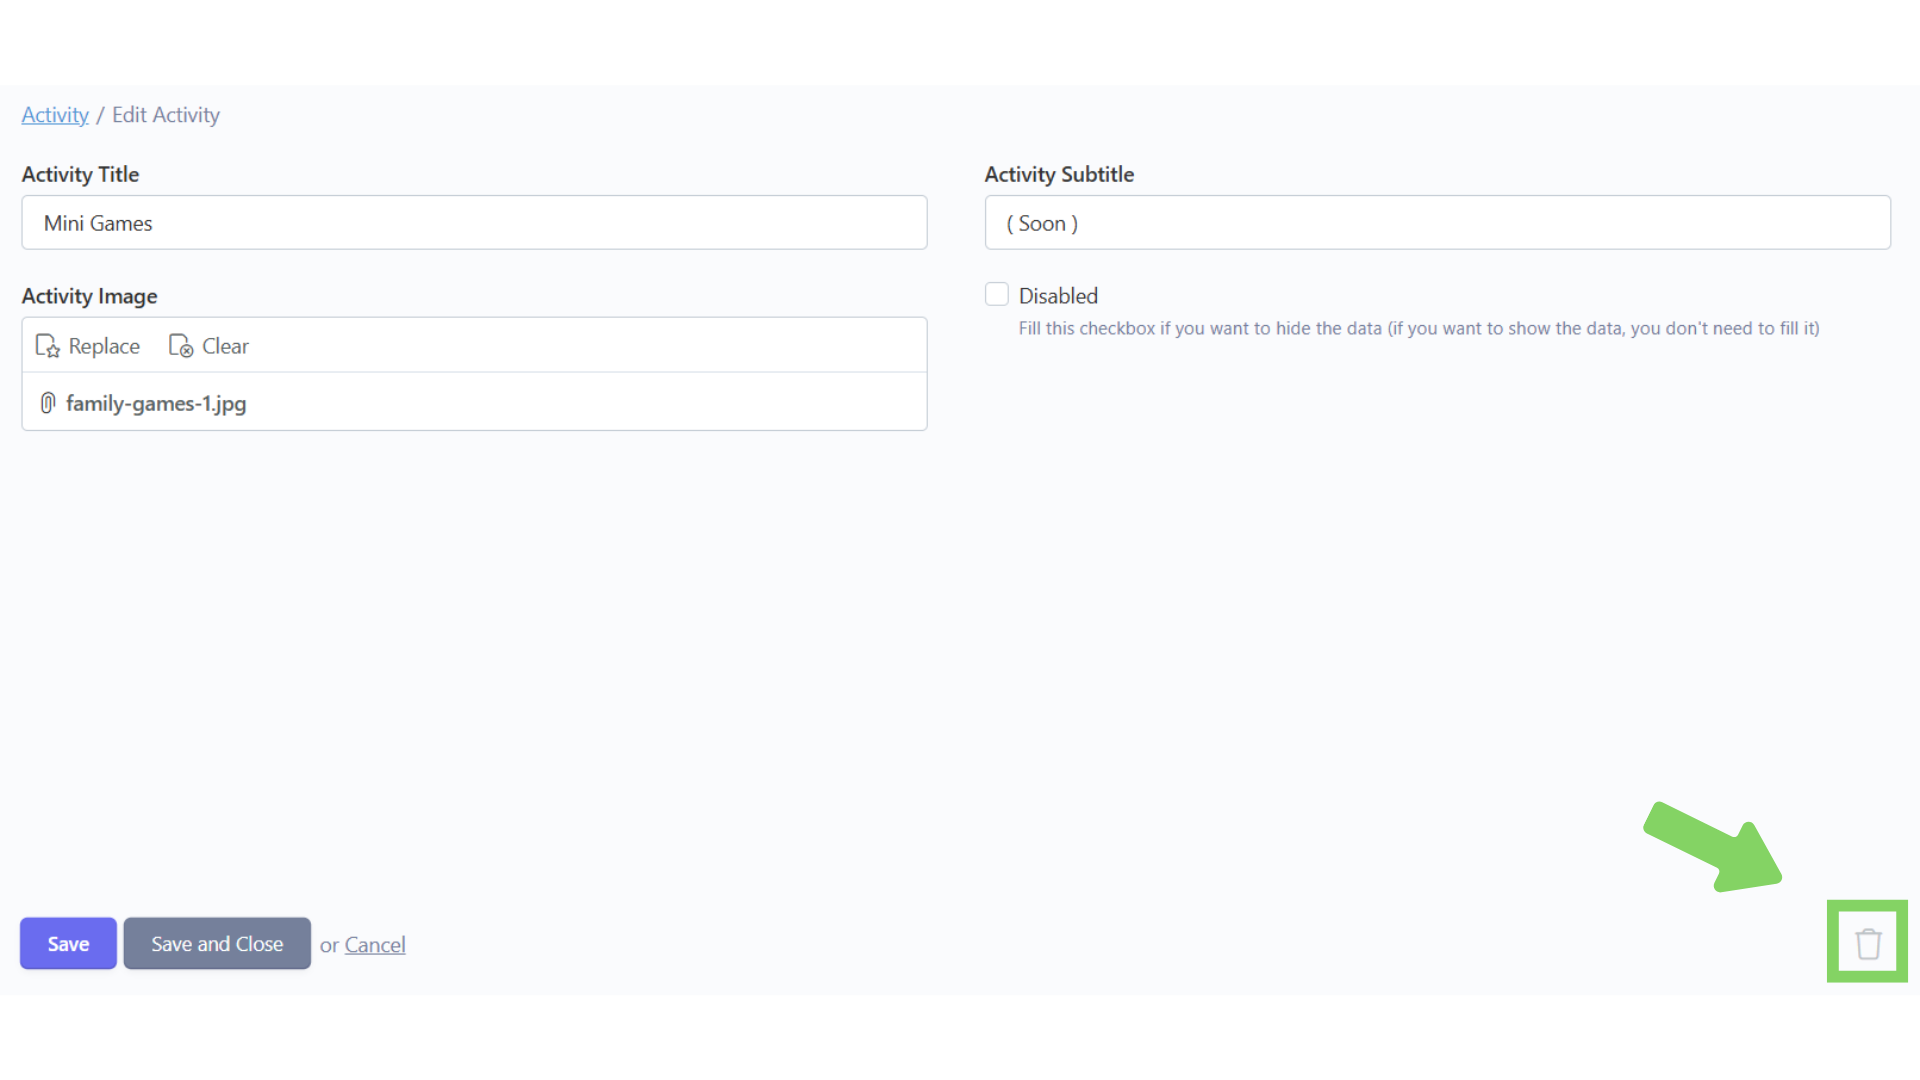 Activity / Edit Activity
Activity Title
Mini Games
Activity Subtitle
( Soon )
Activity Image
Replace Clear
family-games-1.jpg
Disabled
Fill this checkbox if you want to hide the data (if you want to show the data, you don't need to fill it)
Save Save and Close or Cancel